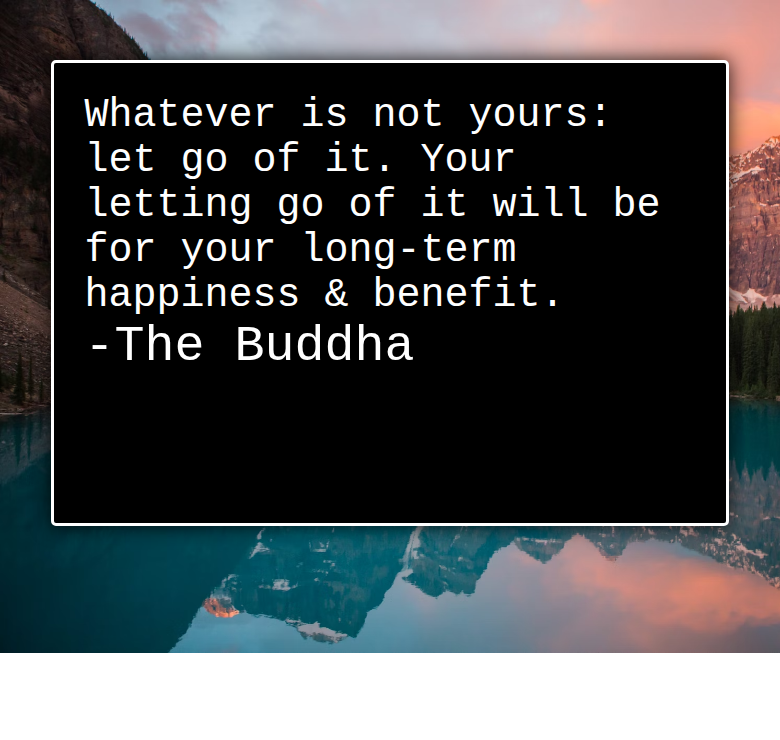 Whatever is not yours:
let go of it. Your
letting go of it will be
for your long-term
happiness & benefit.
-The Buddha